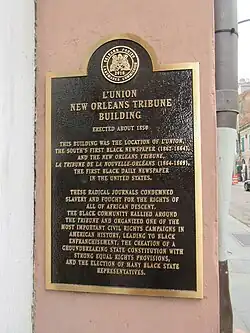 L'UNION
NEW ORLEANS TRIBUNE
BUILDING
ERECTED ABOUT 1850
THIS BUILDING WAS THE LOCATION OF L'UNION,
THE SOUTH'S FIRST BLACK NEWSPAPER (1862-1864),
AND THE NEW ORLEANS TRIBUNE,
LA TRIBUNE DE LA NOUVELLE-ORLÉANS (1864-1869),
THE FIRST BLACK DAILY NEWSPAPER
IN THE UNITED STATES.
THESE RADICAL JOURNALS CONDEMNED
SLAVERY AND FOUGHT FOR THE RIGHTS OF
ALL OF AFRICAN DESCENT.
THE BLACK COMMUNITY RALLIED AROUND
THE TRIBUNE AND ORGANIZED ONE OF THE
MOST IMPORTANT CIVIL RIGHTS CAMPAIGNS IN
AMERICAN HISTORY, LEADING TO BLACK
ENFRANCHISEMENT, THE CREATION OF A
GROUNDBREAKING STATE CONSTITUTION WITH
STRONG EQUAL RIGHTS PROVISIONS,
AND THE ELECTION OF MANY BLACK STATE
REPRESENTATIVES.